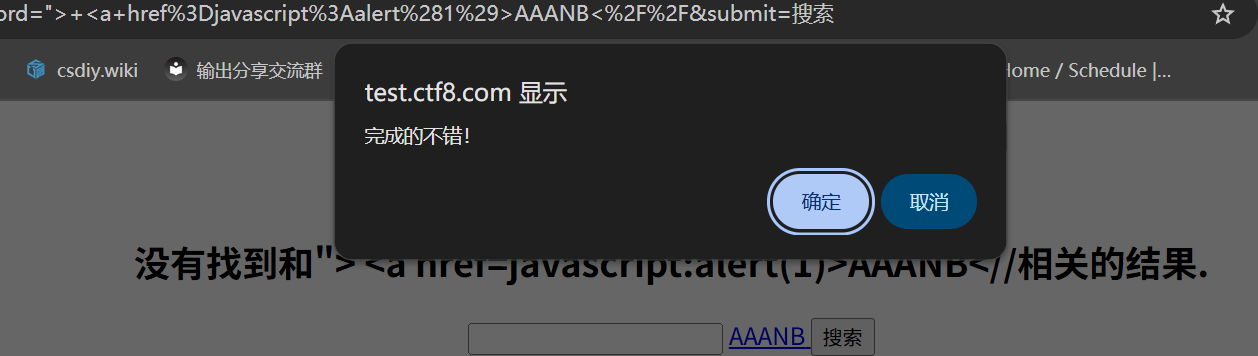 ord=">+<a+href%3Djavascript%3Aalert%281%29>AAANB<%2F%2F&submit=搜索
csdiy.wiki
输出分享交流群
Home / Schedule |...
test.ctf8.com 显示
完成的不错!
确定
取消
没有找到和"> <a href=javascript:alert(1)>AAANB<//相关的结果.
AAANB
搜索